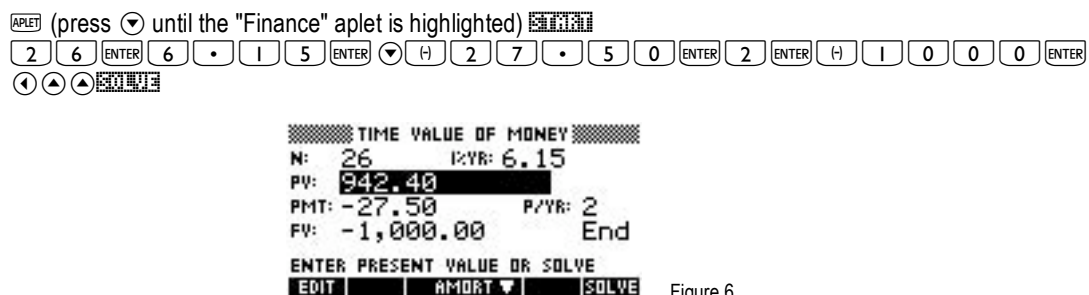 APLET (press ▼ until the "Finance" aplet is highlighted) START
2 6 ENTER 6 • 1 5 ENTER ▼ (-) 2 7 • 5 0 ENTER 2 ENTER (-) 1 0 0 0 ENTER
◀ ▲ ▲ SOLVE
TIME VALUE OF MONEY
N: 26 I%YR: 6.15
PV: 942.40
PMT: -27.50 P/YR: 2
FV: -1,000.00 End
ENTER PRESENT VALUE OR SOLVE
EDIT AMORT ▼ SOLVE
Figure 6